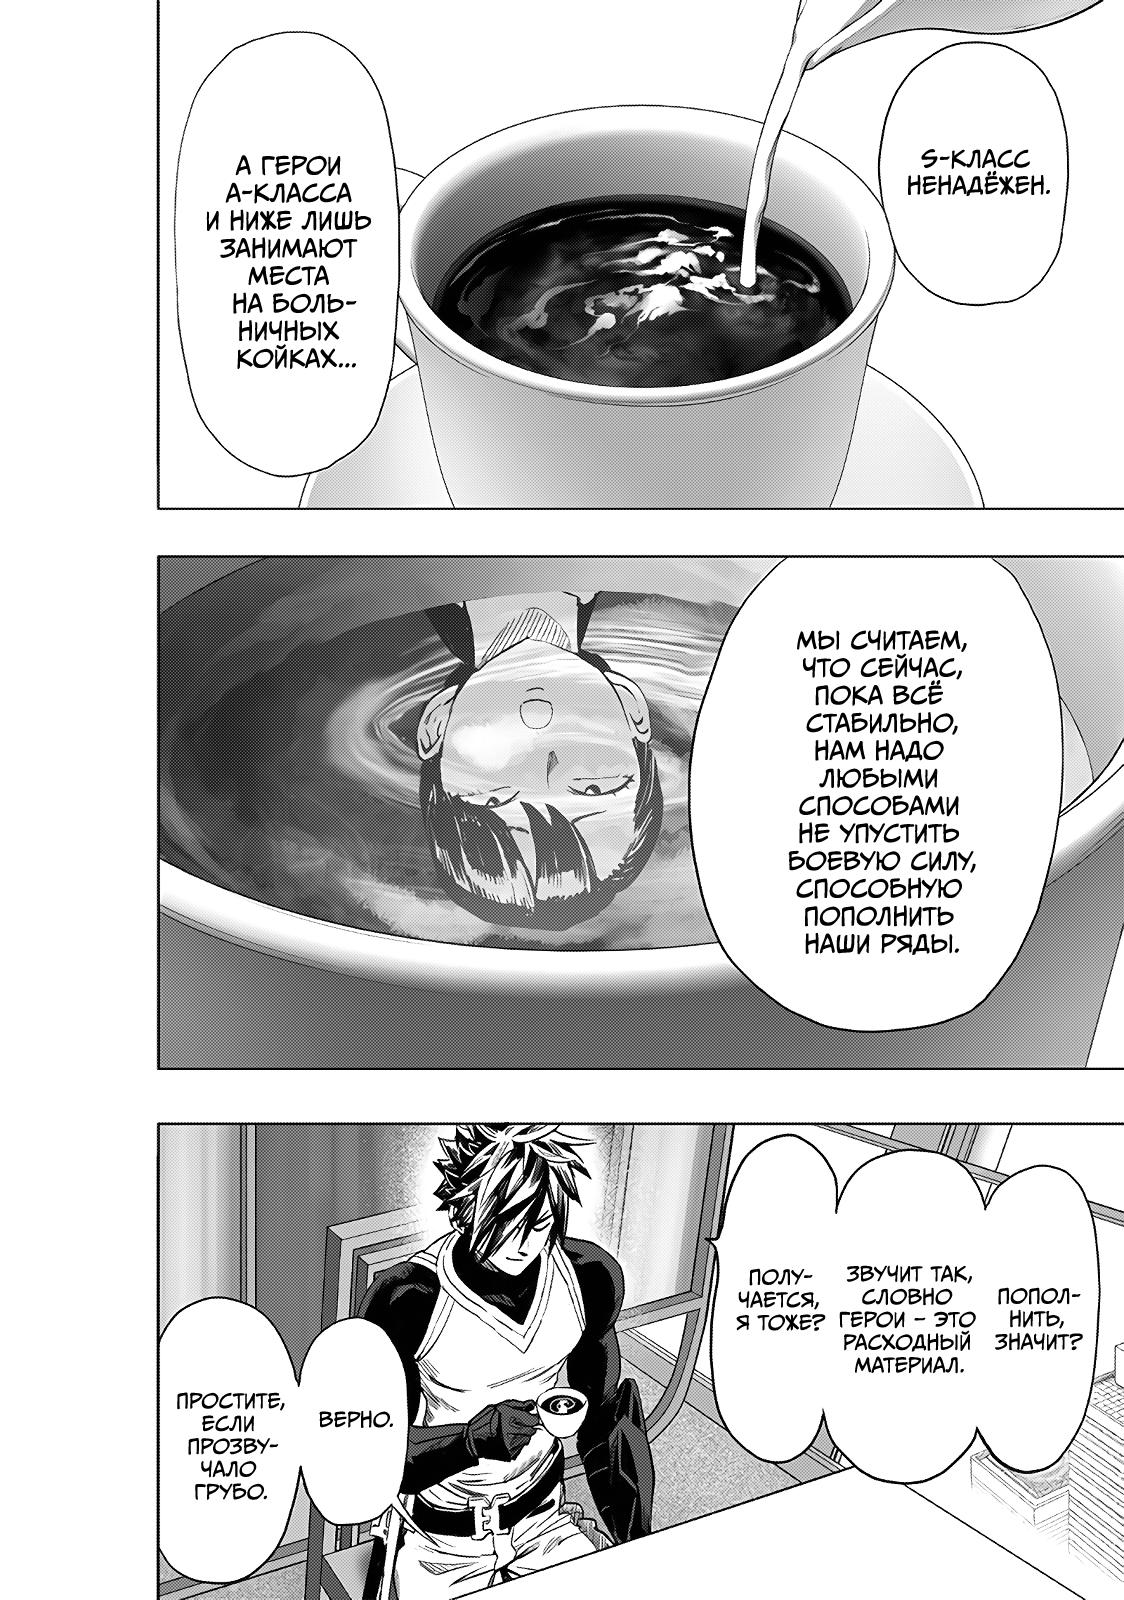 S-КЛАСС
НЕНАДЁЖЕН.
А ГЕРОИ
А-КЛАССА
И НИЖЕ ЛИШЬ
ЗАНИМАЮТ
МЕСТА
НА БОЛЬ-
НИЧНЫХ
КОЙКАХ...
МЫ СЧИТАЕМ,
ЧТО СЕЙЧАС,
ПОКА ВСЁ
СТАБИЛЬНО,
НАМ НАДО
ЛЮБЫМИ
СПОСОБАМИ
НЕ УПУСТИТЬ
БОЕВУЮ СИЛУ,
СПОСОБНУЮ
ПОПОЛНИТЬ
НАШИ РЯДЫ.
ПОПОЛ-
НИТЬ,
ЗНАЧИТ?
ЗВУЧИТ ТАК,
СЛОВНО
ГЕРОИ – ЭТО
РАСХОДНЫЙ
МАТЕРИАЛ.
ПОЛУ-
ЧАЕТСЯ,
Я ТОЖЕ?
ВЕРНО.
ПРОСТИТЕ,
ЕСЛИ
ПРОЗВУ-
ЧАЛО
ГРУБО.